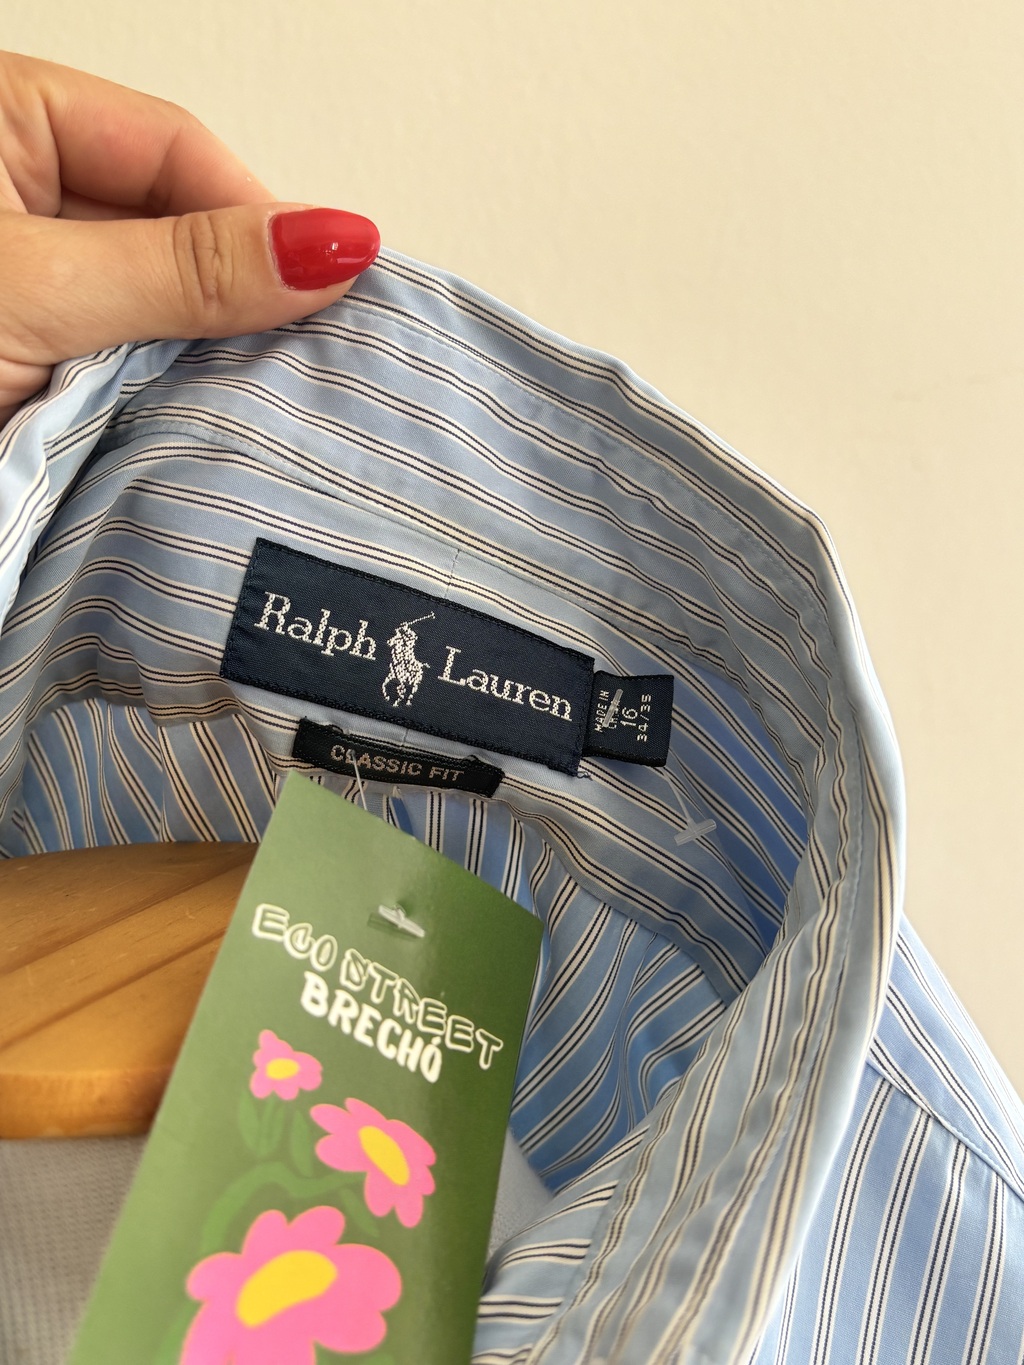 Ralph Lauren
MADE IN
16
34/35
CLASSIC FIT
ECO STREET
BRECHÓ